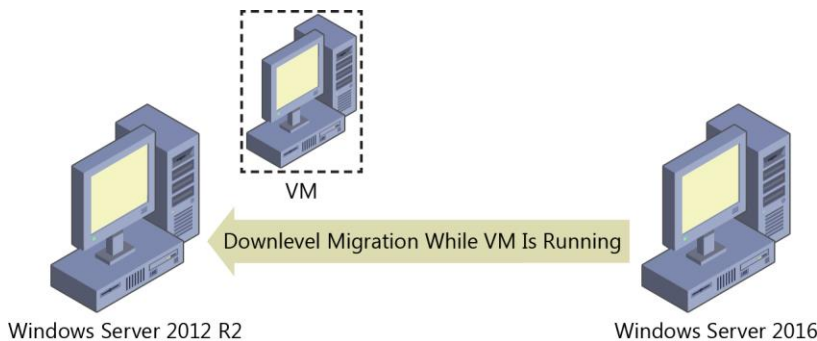 VM
Downlevel Migration While VM Is Running
Windows Server 2012 R2
Windows Server 2016